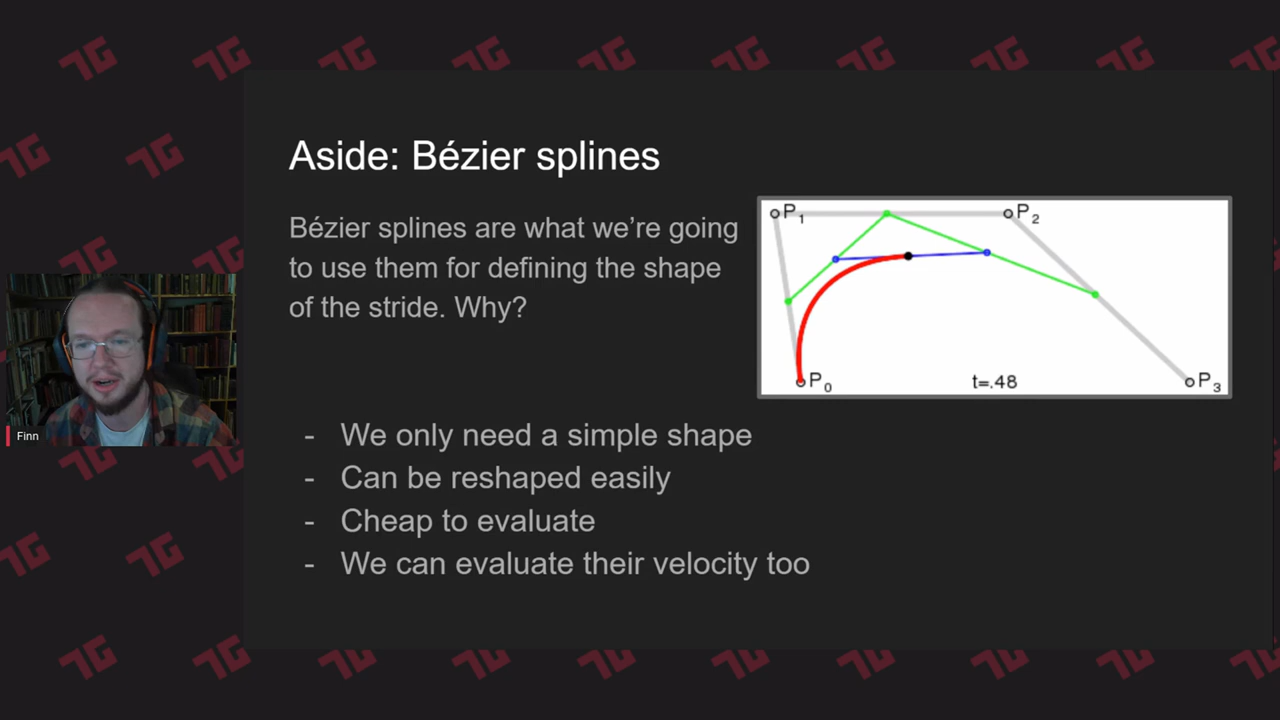 Aside: Bézier splines
Bézier splines are what we're going
to use them for defining the shape
of the stride. Why?
P1
P2
P0
t=.48
P3
- We only need a simple shape
- Can be reshaped easily
- Cheap to evaluate
- We can evaluate their velocity too
Finn